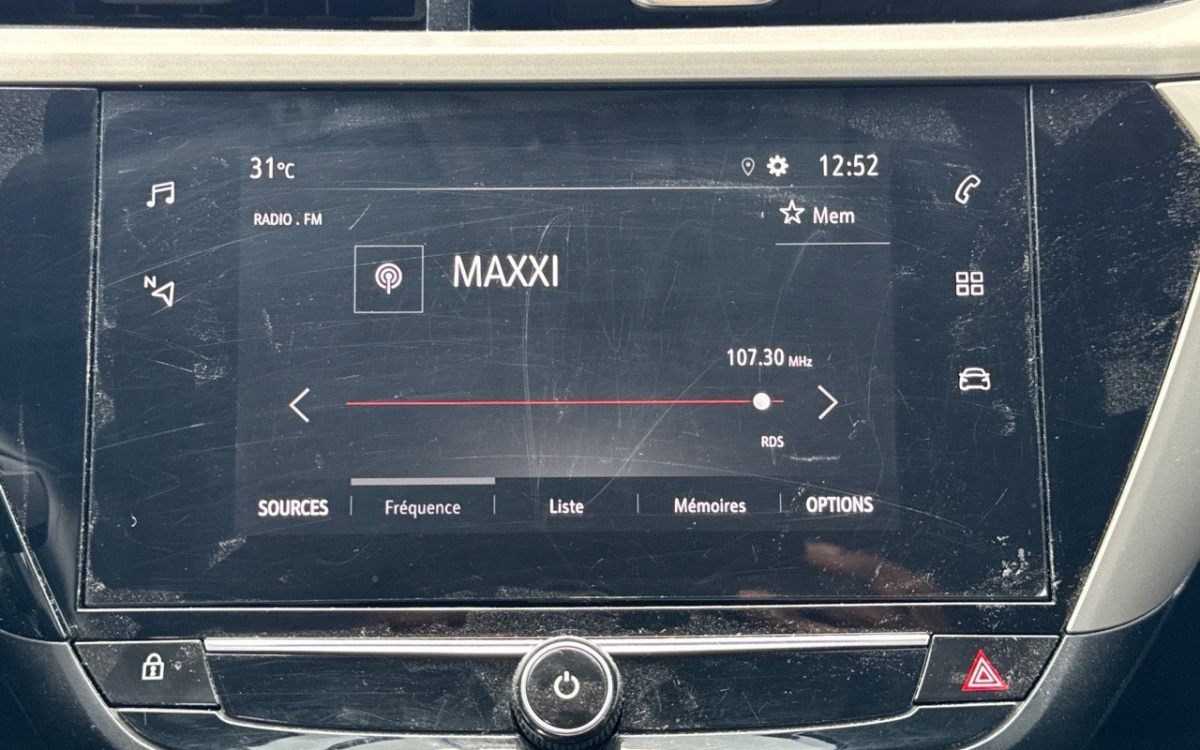 31°C 12:52
RADIO . FM
Mem
N
MAXXI
107.30 MHz
RDS
SOURCES Fréquence Liste Mémoires OPTIONS